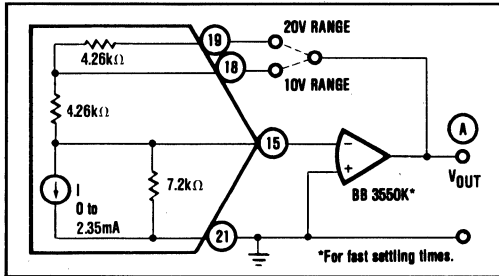 19
20V RANGE
4.26kΩ
18
10V RANGE
4.26kΩ
15
A
−
+
VOUT
BB 3550K*
I
0 to
2.35mA
7.2kΩ
21
*For fast settling times.